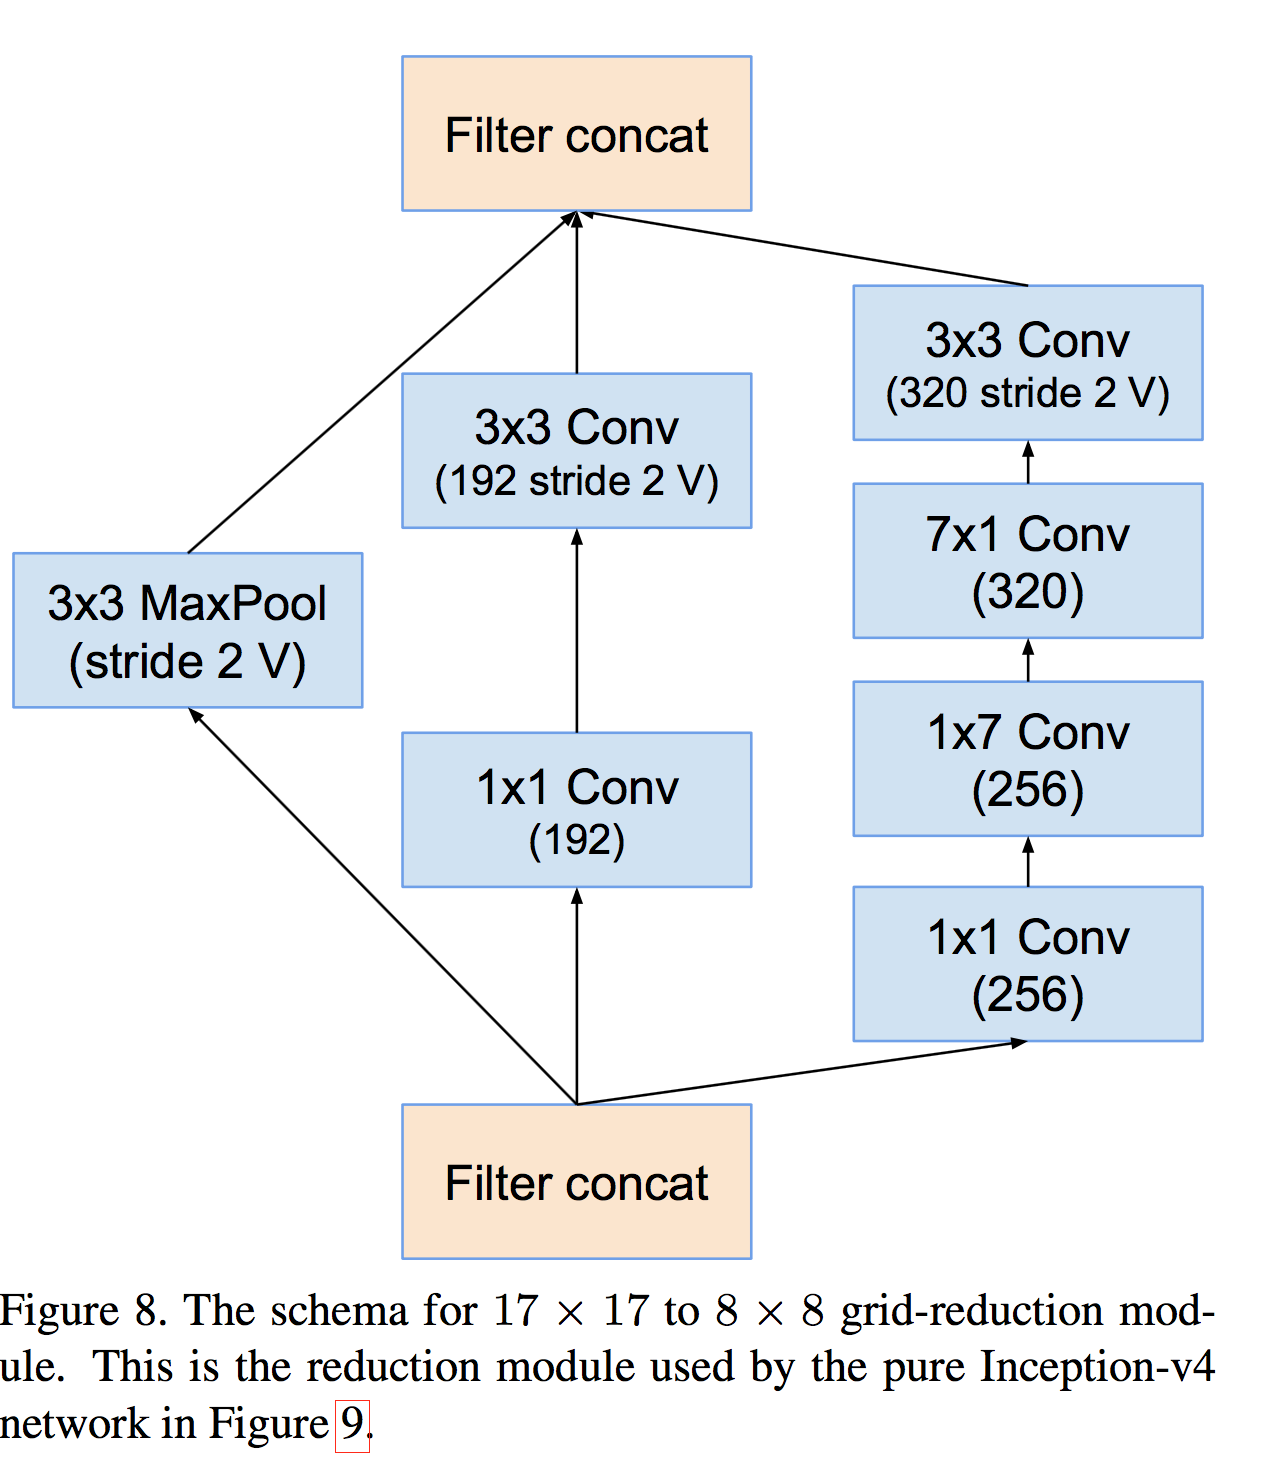 Filter concat
3x3 Conv
(320 stride 2 V)
3x3 Conv
(192 stride 2 V)
7x1 Conv
(320)
3x3 MaxPool
(stride 2 V)
1x7 Conv
(256)
1x1 Conv
(192)
1x1 Conv
(256)
Filter concat
Figure 8. The schema for 17 × 17 to 8 × 8 grid-reduction mod-
ule. This is the reduction module used by the pure Inception-v4
network in Figure 9.